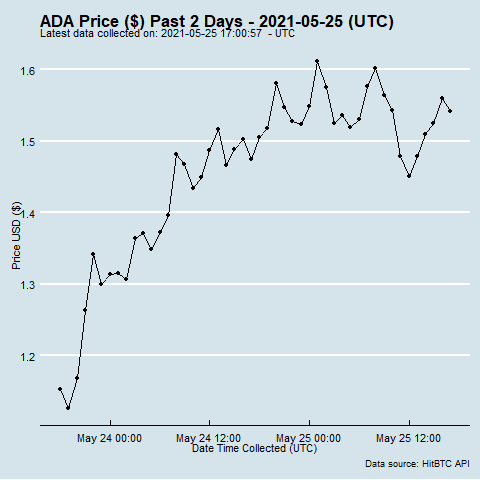 ADA Price ($) Past 2 Days - 2021-05-25 (UTC)
Latest data collected on: 2021-05-25 17:00:57 - UTC
1.6
1.5
1.4
1.3
1.2
Price USD ($)
May 24 00:00 May 24 12:00 May 25 00:00 May 25 12:00
Date Time Collected (UTC)
Data source: HitBTC API